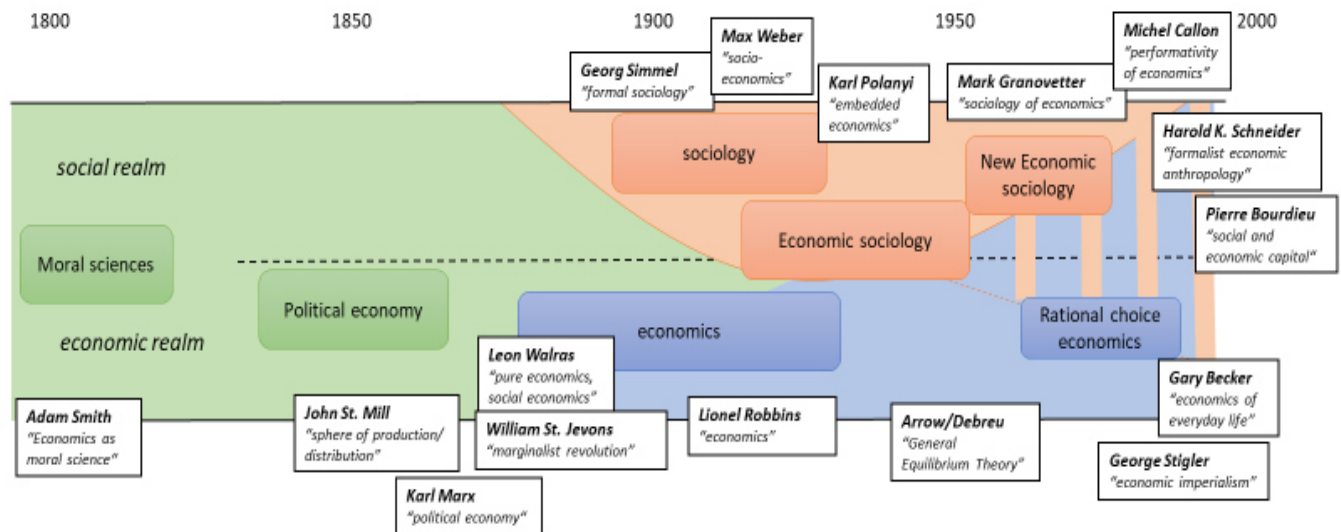 1800 1850 1900 1950 2000
Michel Callon
"performativity
of economics"
Max Weber
"socio-
economics"
Georg Simmel
"formal sociology"
Karl Polanyi
"embedded
economics"
Mark Granovetter
"sociology of economics"
Harold K. Schneider
"formalist economic
anthropology"
Pierre Bourdieu
"social and
economic capital"
social realm
sociology
New Economic
sociology
Moral sciences
Economic sociology
Political economy
economics
Rational choice
economics
economic realm
Leon Walras
"pure economics,
social economics"
Gary Becker
"economics of
everyday life"
Adam Smith
"Economics as
moral science"
John St. Mill
"sphere of production/
distribution"
William St. Jevons
"marginalist revolution"
Lionel Robbins
"economics"
Arrow/Debreu
"General
Equilibrium Theory"
George Stigler
"economic imperialism"
Karl Marx
"political economy"